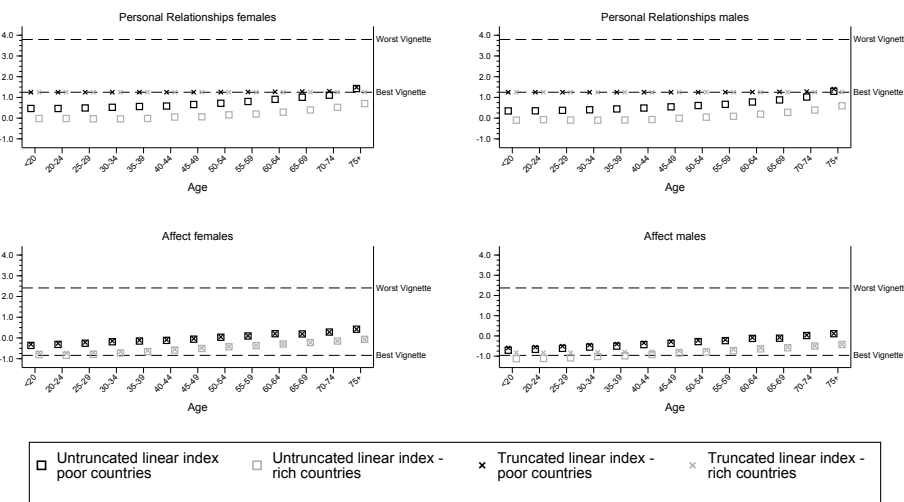 Personal Relationships females
4.0
3.0
2.0
1.0
0.0
-1.0
Worst Vignette
Best Vignette
<20 20-24 25-29 30-34 35-39 40-44 45-49 50-54 55-59 60-64 65-69 70-74 75+
Age
Personal Relationships males
4.0
3.0
2.0
1.0
0.0
-1.0
Worst Vignette
Best Vignette
<20 20-24 25-29 30-34 35-39 40-44 45-49 50-54 55-59 60-64 65-69 70-74 75+
Age
Affect females
4.0
3.0
2.0
1.0
0.0
-1.0
Worst Vignette
Best Vignette
<20 20-24 25-29 30-34 35-39 40-44 45-49 50-54 55-59 60-64 65-69 70-74 75+
Age
Affect males
4.0
3.0
2.0
1.0
0.0
-1.0
Worst Vignette
Best Vignette
<20 20-24 25-29 30-34 35-39 40-44 45-49 50-54 55-59 60-64 65-69 70-74 75+
Age
Untruncated linear index
poor countries
Untruncated linear index -
rich countries
Truncated linear index -
poor countries
Truncated linear index -
rich countries